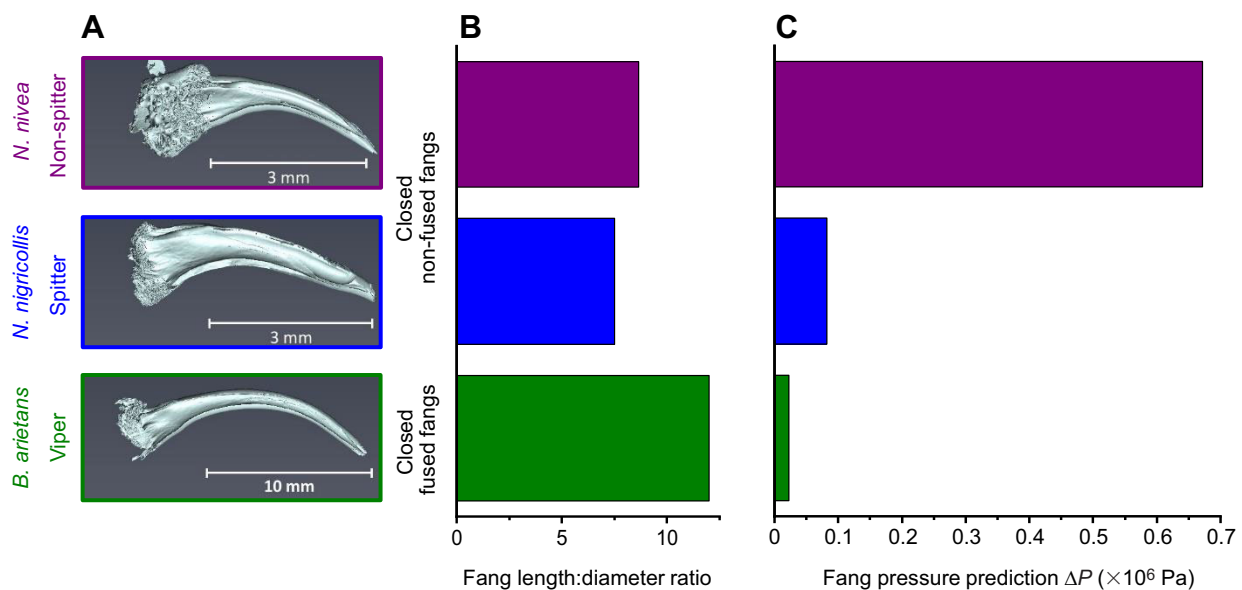 A
B
C
N. nivea
Non-spitter
3 mm
N. nigricollis
Spitter
3 mm
B. arietans
Viper
10 mm
Closed
non-fused fangs
Closed
fused fangs
0 5 10
Fang length:diameter ratio
0 0.1 0.2 0.3 0.4 0.5 0.6 0.7
Fang pressure prediction ΔP (×10⁶ Pa)